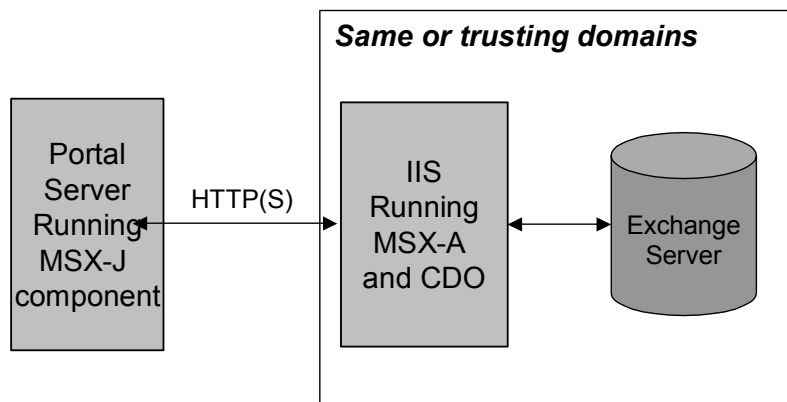 Same or trusting domains
Portal
Server
Running
MSX-J
component
HTTP(S)
IIS
Running
MSX-A
and CDO
Exchange
Server